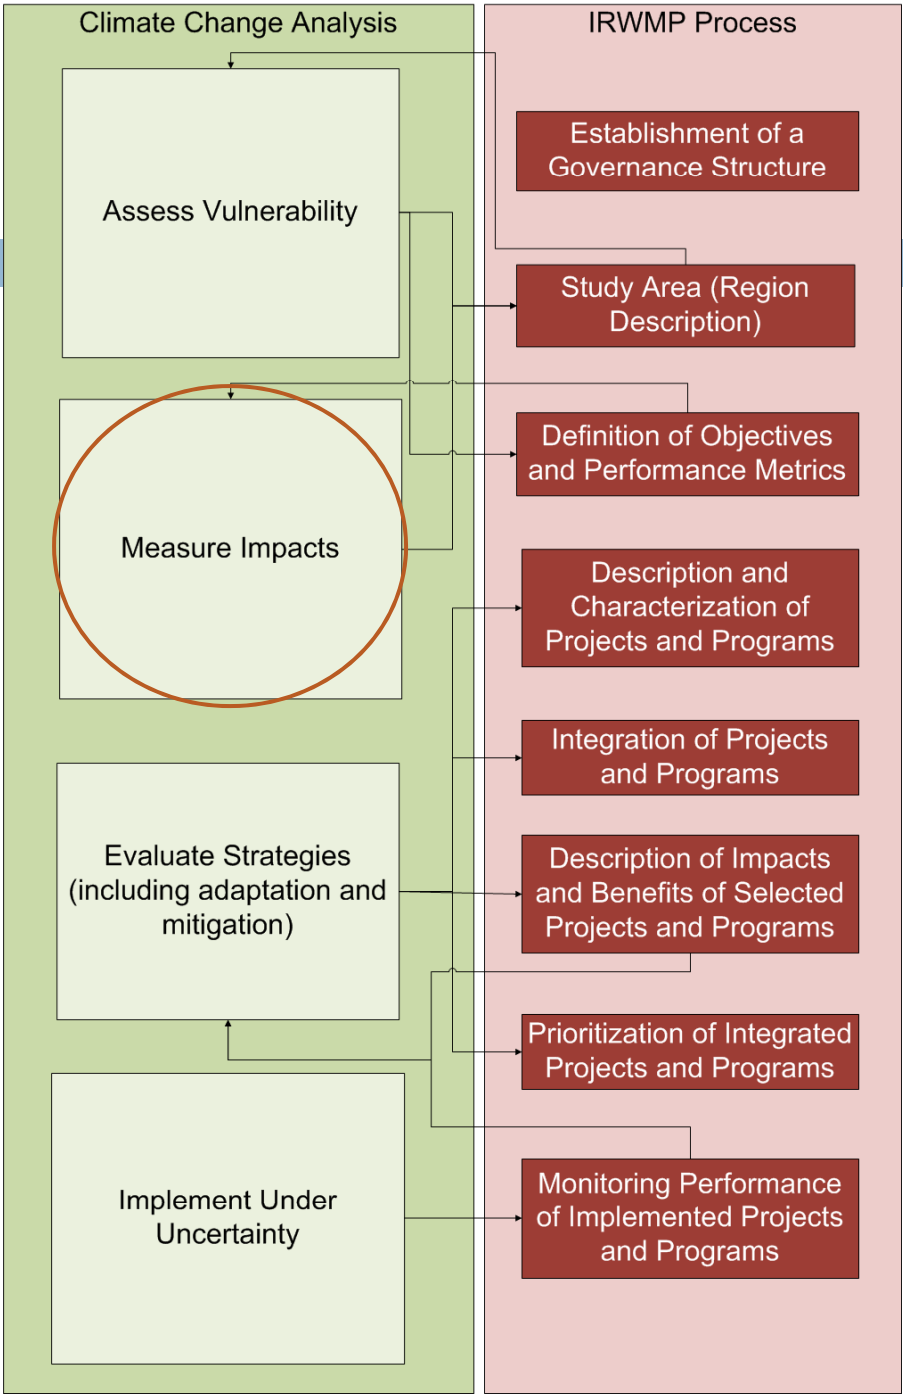 Climate Change Analysis
Assess Vulnerability
Measure Impacts
Evaluate Strategies
(including adaptation and
mitigation)
Implement Under
Uncertainty
IRWMP Process
Establishment of a
Governance Structure
Study Area (Region
Description)
Definition of Objectives
and Performance Metrics
Description and
Characterization of
Projects and Programs
Integration of Projects
and Programs
Description of Impacts
and Benefits of Selected
Projects and Programs
Prioritization of Integrated
Projects and Programs
Monitoring Performance
of Implemented Projects
and Programs